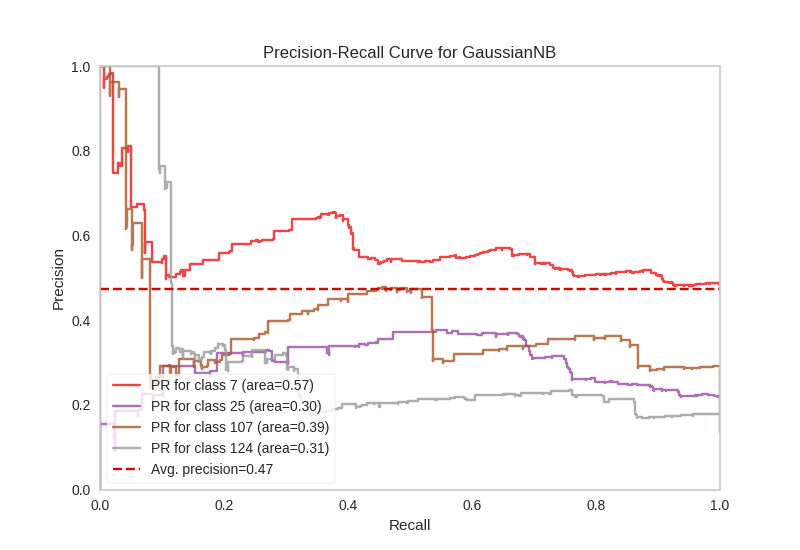 Precision-Recall Curve for GaussianNB
Precision
1.0
0.8
0.6
0.4
0.2
0.0
PR for class 7 (area=0.57)
PR for class 25 (area=0.30)
PR for class 107 (area=0.39)
PR for class 124 (area=0.31)
Avg. precision=0.47
0.0 0.2 0.4 0.6 0.8 1.0
Recall